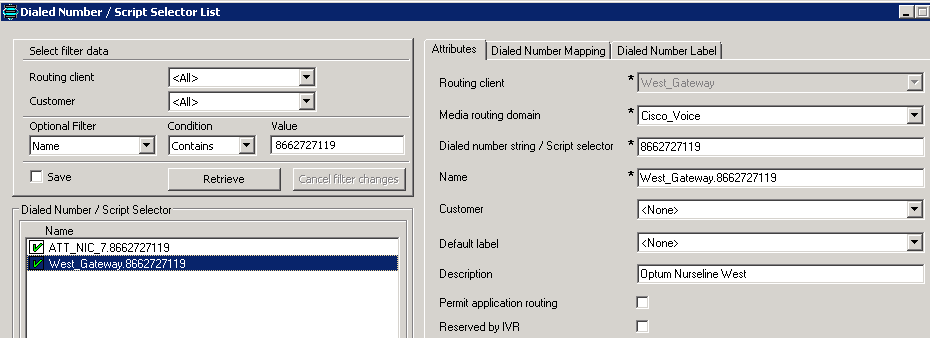 Dialed Number / Script Selector List
Select filter data
Routing client <All>
Customer <All>
Optional Filter Condition Value
Name Contains 8662727119
Save Retrieve Cancel filter changes
Dialed Number / Script Selector
Name
ATT_NIC_7.8662727119
West_Gateway.8662727119
Attributes Dialed Number Mapping Dialed Number Label
Routing client * West_Gateway
Media routing domain * Cisco_Voice
Dialed number string / Script selector * 8662727119
Name * West_Gateway.8662727119
Customer <None>
Default label <None>
Description Optum Nurseline West
Permit application routing
Reserved by IVR